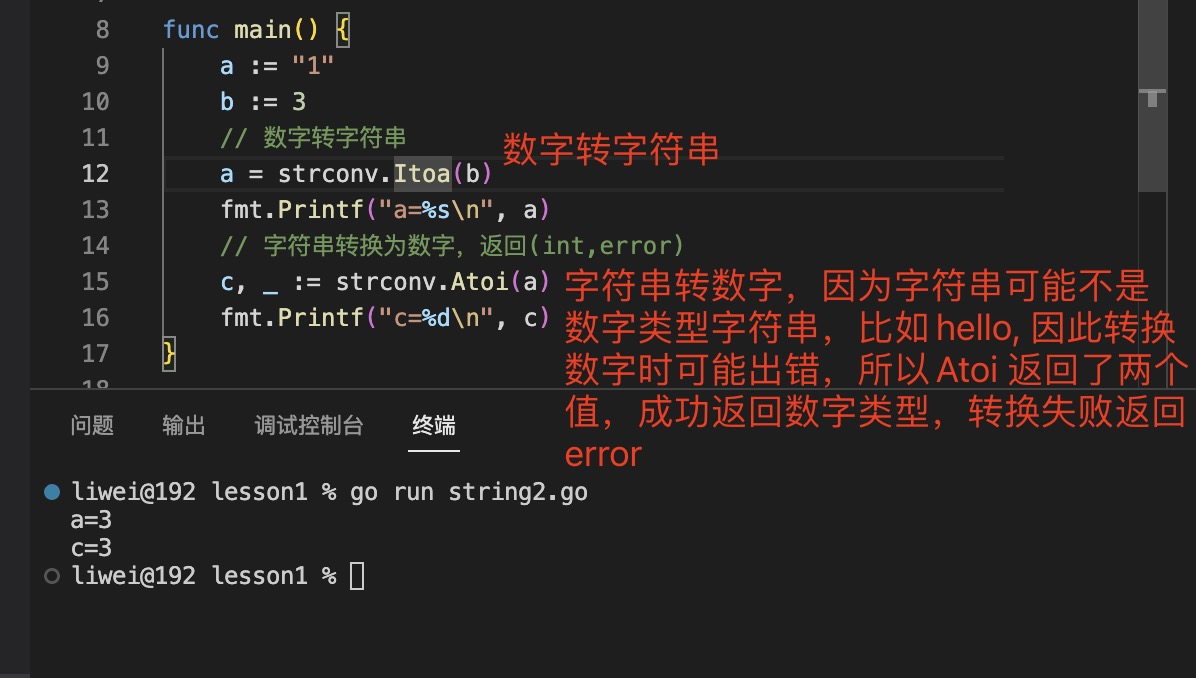 8 func main() {
9 a := "1"
10 b := 3
11 // 数字转字符串
数字转字符串
12 a = strconv.Itoa(b)
13 fmt.Printf("a=%s\n", a)
14 // 字符串转换为数字，返回(int,error)
15 c, _ := strconv.Atoi(a)
16 fmt.Printf("c=%d\n", c)
17 }
18
字符串转数字，因为字符串可能不是
数字类型字符串，比如 hello, 因此转换
数字时可能出错，所以 Atoi 返回了两个
值，成功返回数字类型，转换失败返回
error
问题 输出 调试控制台 终端
liwei@192 lesson1 % go run string2.go
a=3
c=3
liwei@192 lesson1 %